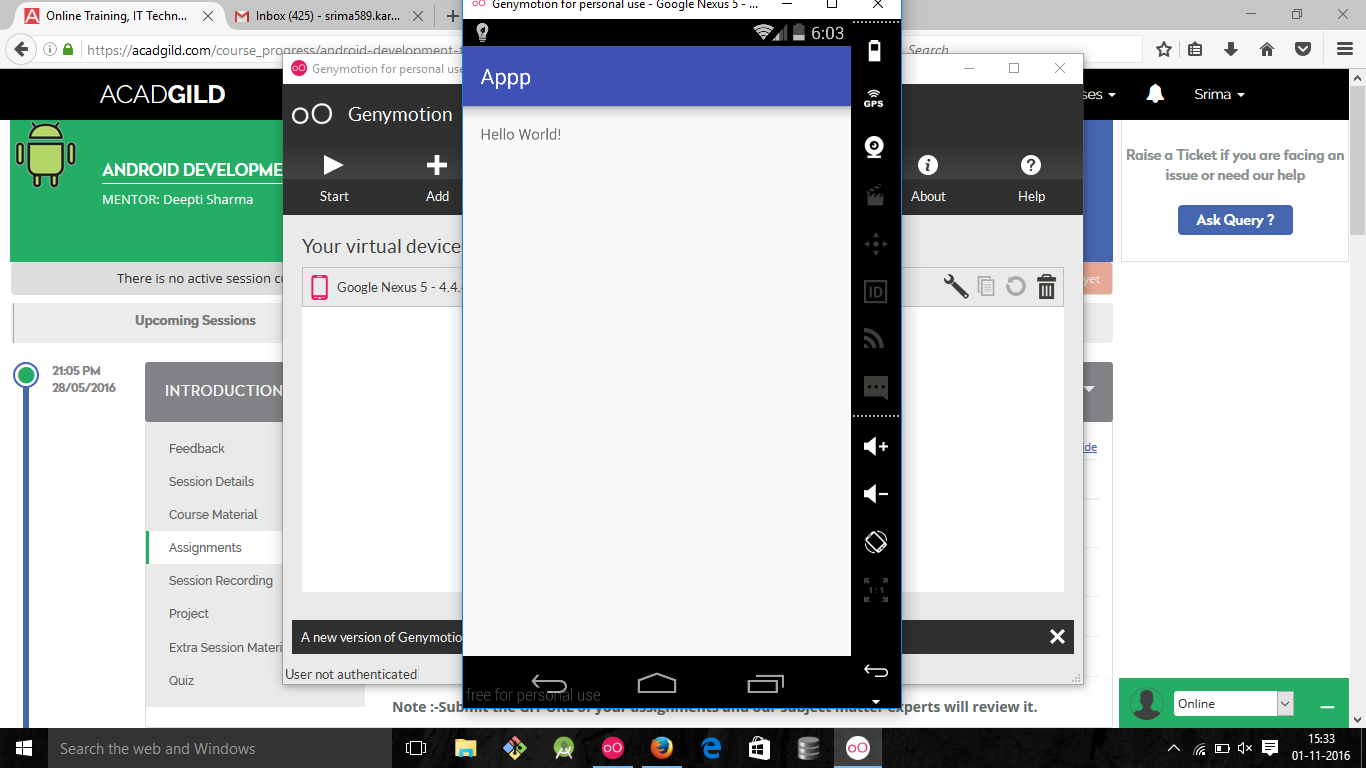 Online Training, IT Techn...
Inbox (425) - srima589.kar...
Genymotion for personal use - Google Nexus 5 - ...
https://acadgild.com/course_progress/android-development-
Search
6:03
Genymotion for personal use
ACADGILD
Srima
Appp
GPS
Genymotion
Hello World!
Start
Add
About
Help
ANDROID DEVELOPME
MENTOR: Deepti Sharma
Raise a Ticket if you are facing an
issue or need our help
Ask Query ?
Your virtual device
There is no active session
yet
Google Nexus 5 - 4.4.
ID
Upcoming Sessions
21:05 PM
28/05/2016
INTRODUCTION
Feedback
Session Details
Course Material
Assignments
Session Recording
Project
Extra Session Materi
Quiz
1:1
A new version of Genymotio
User not authenticated
free for personal use
Note :-Submit the GIT URL of your assignments and our subject matter experts will review it.
Online
Search the web and Windows
15:33
01-11-2016